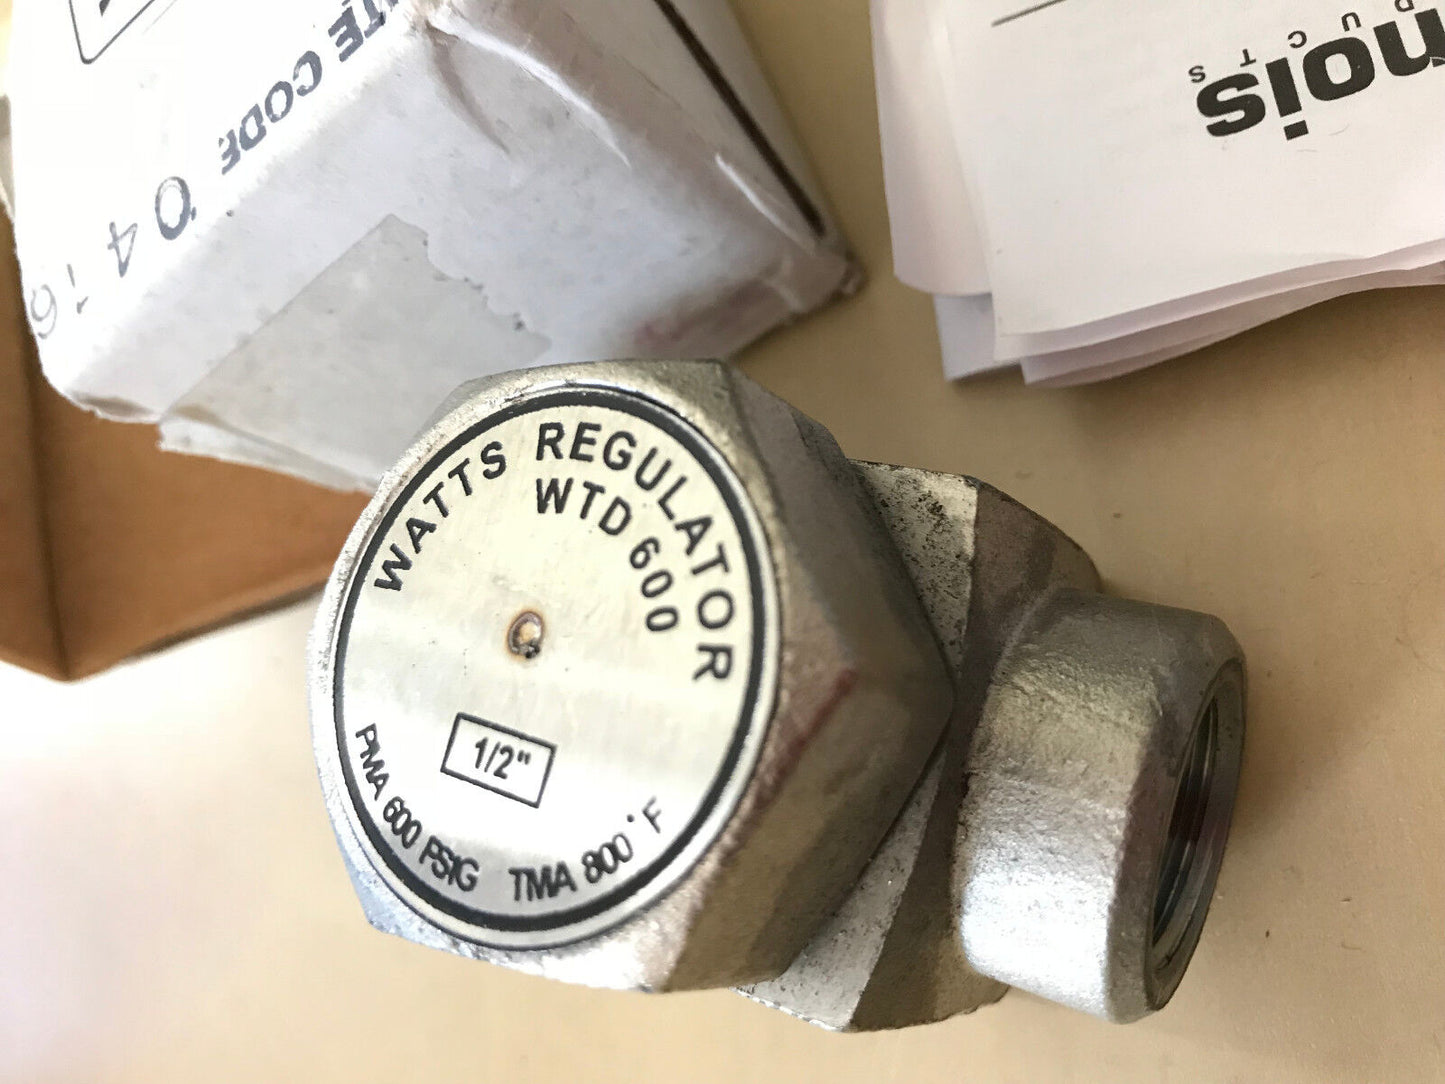 CODE
0416
nois
UCTS
WATTS REGULATOR
WTD 600
1/2"
PMA 600 PSIG TMA 800°F